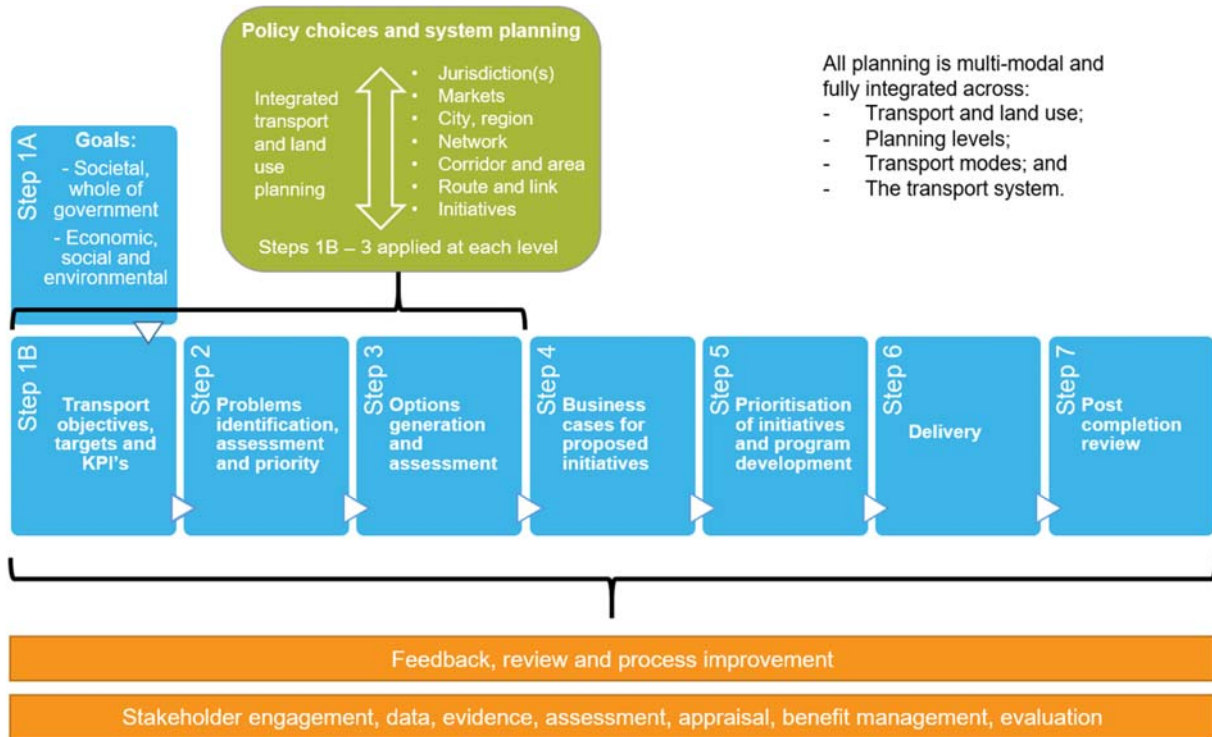 Policy choices and system planning
Integrated
transport
and land
use
planning
• Jurisdiction(s)
• Markets
• City, region
• Network
• Corridor and area
• Route and link
• Initiatives
Steps 1B – 3 applied at each level
All planning is multi-modal and
fully integrated across:
- Transport and land use;
- Planning levels;
- Transport modes; and
- The transport system.
Step 1A
Goals:
- Societal,
whole of
government
- Economic,
social and
environmental
Step 1B
Transport
objectives,
targets and
KPI's
Step 2
Problems
identification,
assessment
and priority
Step 3
Options
generation
and
assessment
Step 4
Business
cases for
proposed
initiatives
Step 5
Prioritisation
of initiatives
and program
development
Step 6
Delivery
Step 7
Post
completion
review
Feedback, review and process improvement
Stakeholder engagement, data, evidence, assessment, appraisal, benefit management, evaluation